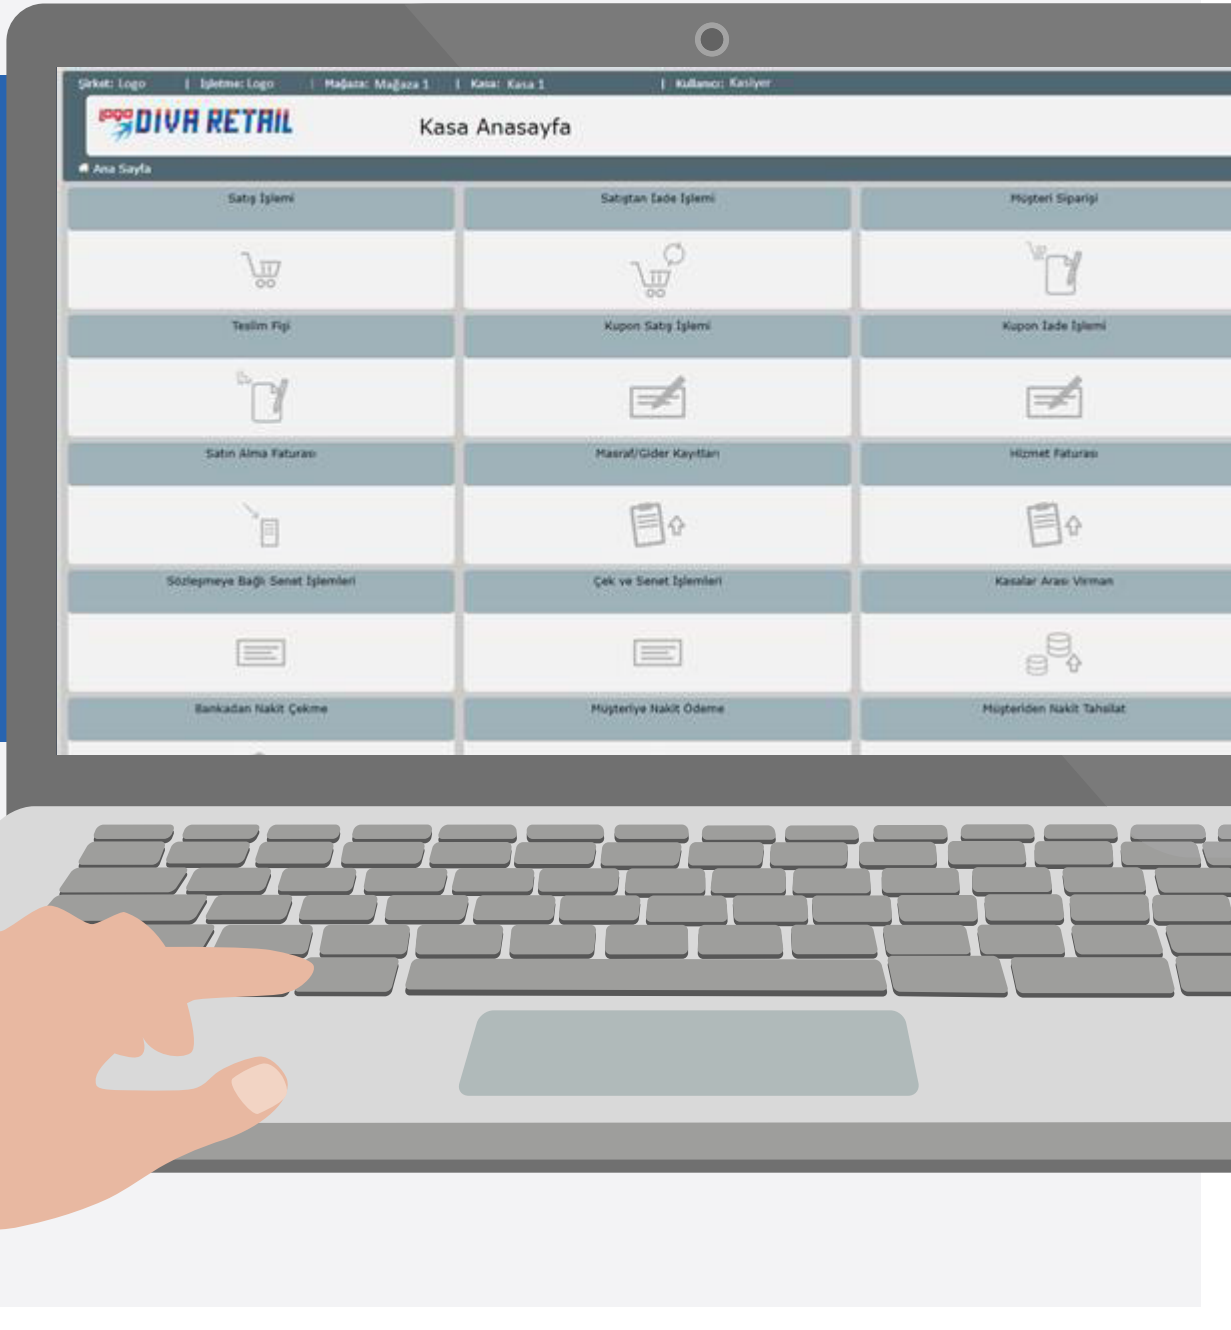 Şirket: Logo | İşletme: Logo | Mağaza: Mağaza 1 | Kasa: Kasa 1 | Kullanıcı: Kasiyer
LOGO DIVA RETAIL Kasa Anasayfa
Ana Sayfa
Satış İşlemi Satıştan İade İşlemi Müşteri Siparişi
Teslim Fişi Kupon Satış İşlemi Kupon İade İşlemi
Satın Alma Faturası Masraf/Gider Kayıtları Hizmet Faturası
Sözleşmeye Bağlı Senet İşlemleri Çek ve Senet İşlemleri Kasalar Arası Virman
Bankadan Nakit Çekme Müşteriye Nakit Ödeme Müşteriden Nakit Tahsilat